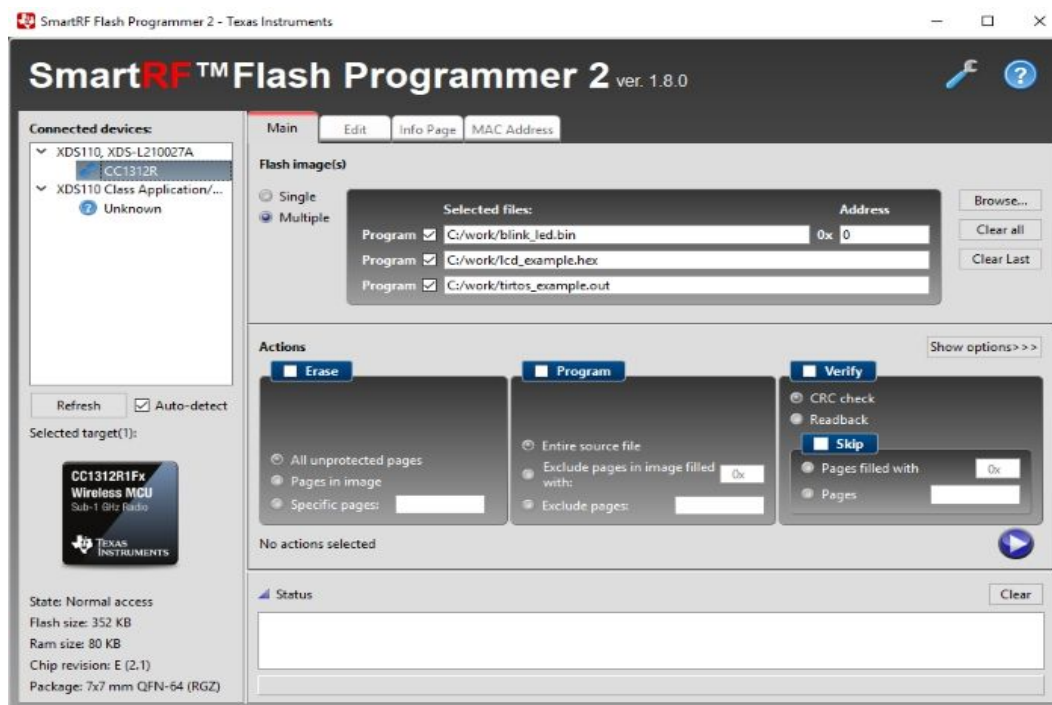 SmartRF Flash Programmer 2 - Texas Instruments
SmartRF™Flash Programmer 2 ver. 1.8.0
Connected devices:
XDS110, XDS-L210027A
CC1312R
XDS110 Class Application/...
Unknown
Refresh
Auto-detect
Selected target(1):
CC1312R1Fx
Wireless MCU
Sub-1 GHz Radio
TEXAS INSTRUMENTS
State: Normal access
Flash size: 352 KB
Ram size: 80 KB
Chip revision: E (2.1)
Package: 7x7 mm QFN-64 (RGZ)
Main Edit Info Page MAC Address
Flash image(s)
Single
Multiple
Selected files: Address
Program C:/work/blink_led.bin 0x 0
Program C:/work/lcd_example.hex
Program C:/work/tirtos_example.out
Browse...
Clear all
Clear Last
Actions
Show options>>>
Erase
All unprotected pages
Pages in image
Specific pages:
Program
Entire source file
Exclude pages in image filled
with: 0x
Exclude pages:
Verify
CRC check
Readback
Skip
Pages filled with 0x
Pages
No actions selected
Status
Clear